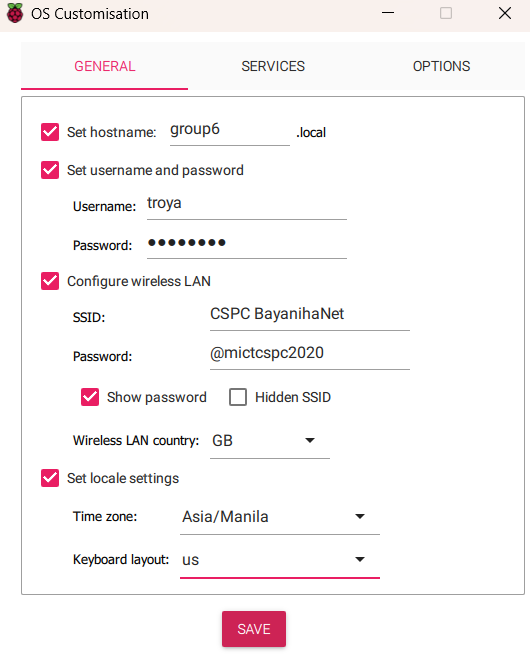 OS Customisation
GENERAL SERVICES OPTIONS
Set hostname: group6 .local
Set username and password
Username: troya
Password: ●●●●●●●●
Configure wireless LAN
SSID: CSPC BayanihaNet
Password: @mictcspc2020
Show password Hidden SSID
Wireless LAN country: GB
Set locale settings
Time zone: Asia/Manila
Keyboard layout: us
SAVE